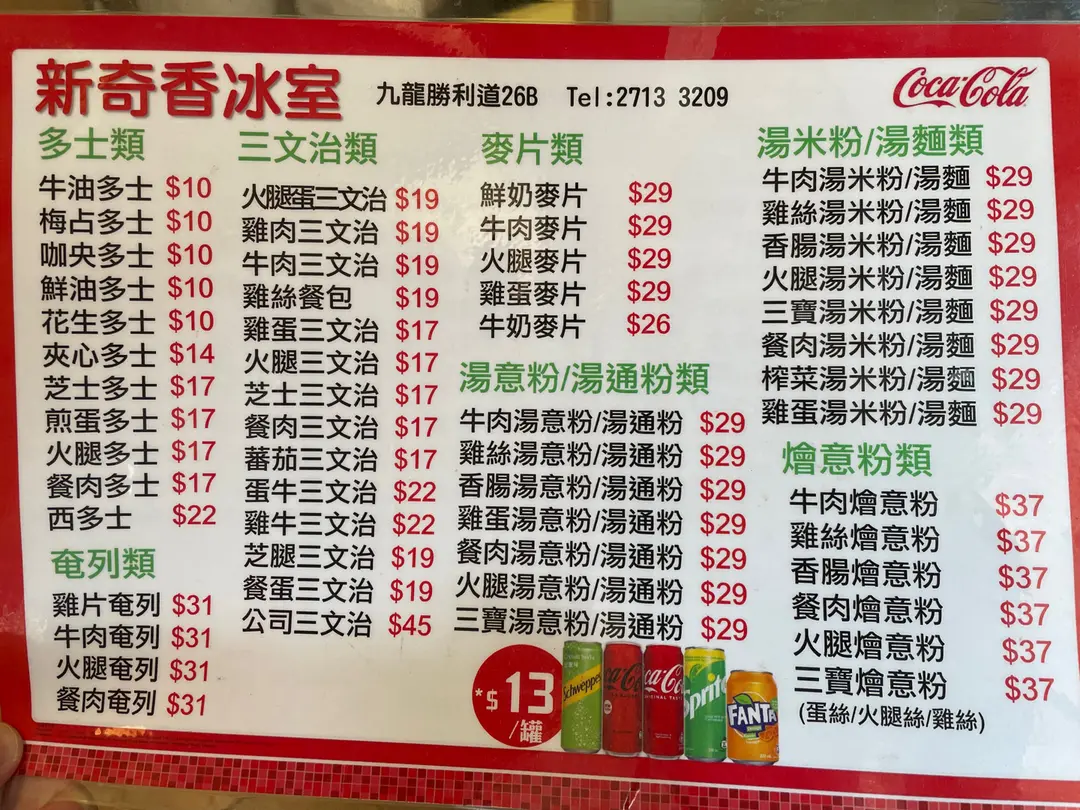 新奇香冰室 九龍勝利道26B Tel:2713 3209
Coca-Cola
多士類
牛油多士 $10
梅占多士 $10
咖央多士 $10
鮮油多士 $10
花生多士 $10
夾心多士 $14
芝士多士 $17
煎蛋多士 $17
火腿多士 $17
餐肉多士 $17
西多士 $22
奄列類
雞片奄列 $31
牛肉奄列 $31
火腿奄列 $31
餐肉奄列 $31
三文治類
火腿蛋三文治 $19
雞肉三文治 $19
牛肉三文治 $19
雞絲餐包 $19
雞蛋三文治 $17
火腿三文治 $17
芝士三文治 $17
餐肉三文治 $17
蕃茄三文治 $17
蛋牛三文治 $22
雞牛三文治 $22
芝腿三文治 $19
餐蛋三文治 $19
公司三文治 $45
麥片類
鮮奶麥片 $29
牛肉麥片 $29
火腿麥片 $29
雞蛋麥片 $29
牛奶麥片 $26
湯意粉/湯通粉類
牛肉湯意粉/湯通粉 $29
雞絲湯意粉/湯通粉 $29
香腸湯意粉/湯通粉 $29
雞蛋湯意粉/湯通粉 $29
餐肉湯意粉/湯通粉 $29
火腿湯意粉/湯通粉 $29
三寶湯意粉/湯通粉 $29
*$13/罐
Schweppes
Coca-Cola
Coca-Cola
ORIGINAL TASTE
Sprite
FANTA
湯米粉/湯麵類
牛肉湯米粉/湯麵 $29
雞絲湯米粉/湯麵 $29
香腸湯米粉/湯麵 $29
火腿湯米粉/湯麵 $29
三寶湯米粉/湯麵 $29
餐肉湯米粉/湯麵 $29
榨菜湯米粉/湯麵 $29
雞蛋湯米粉/湯麵 $29
燴意粉類
牛肉燴意粉 $37
雞絲燴意粉 $37
香腸燴意粉 $37
餐肉燴意粉 $37
火腿燴意粉 $37
三寶燴意粉 $37
(蛋絲/火腿絲/雞絲)